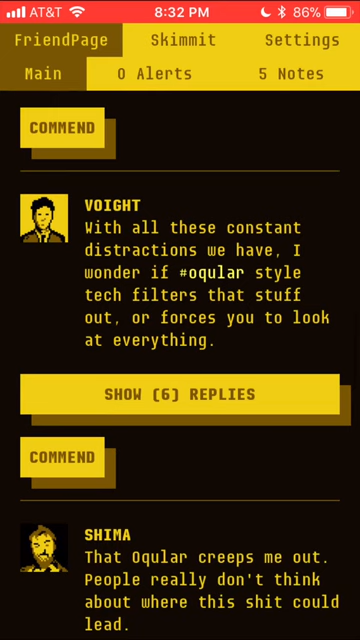 AT&T 8:32 PM 86%
FriendPage Skimmit Settings
Main 0 Alerts 5 Notes
COMMEND
VOIGHT
With all these constant
distractions we have, I
wonder if #oqular style
tech filters that stuff
out, or forces you to look
at everything.
SHOW (6) REPLIES
COMMEND
SHIMA
That Oqular creeps me out.
People really don't think
about where this shit could
lead.